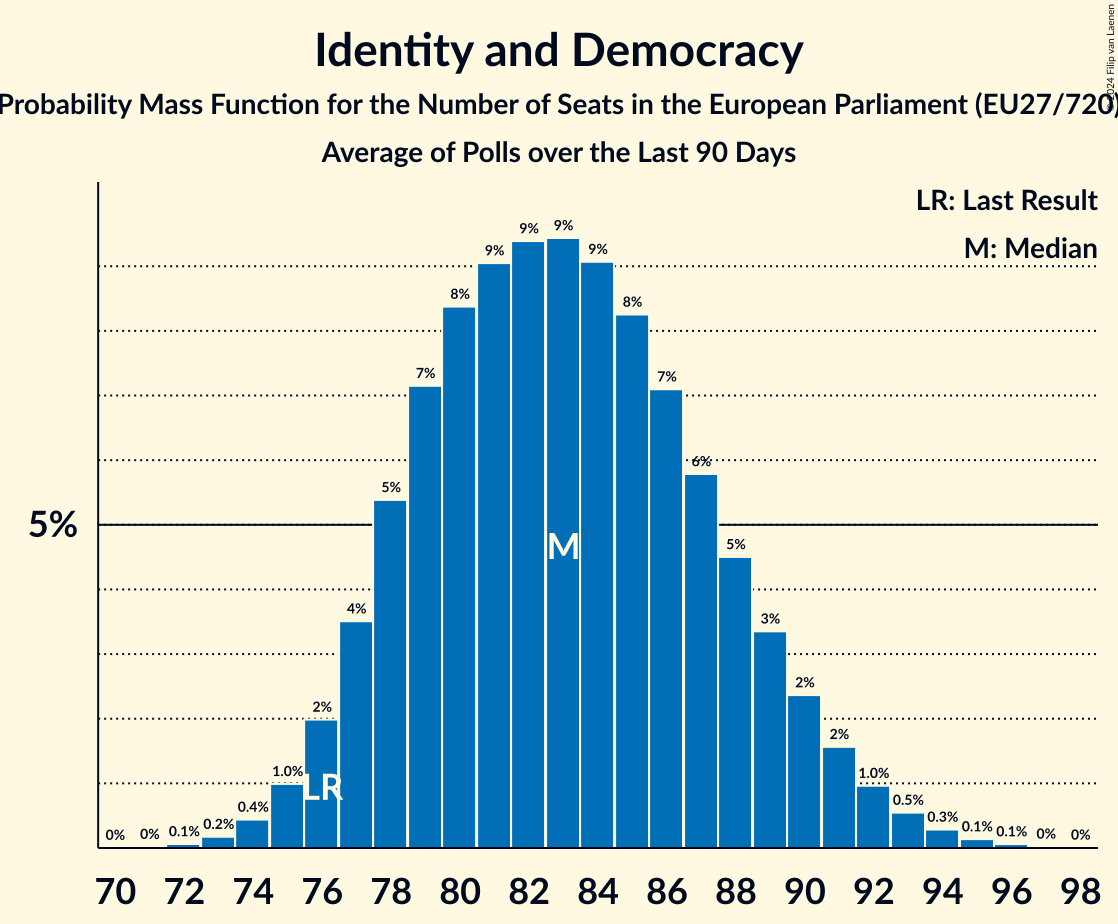 Identity and Democracy
Probability Mass Function for the Number of Seats in the European Parliament (EU27/720)
Average of Polls over the Last 90 Days
© 2024 Filip van Laenen
LR: Last Result
M: Median
5%
0% 0% 0.1% 0.2% 0.4% 1.0% 2% 4% 5% 7% 8% 9% 9% 9% 9% 8% 7% 6% 5% 3% 2% 2% 1.0% 0.5% 0.3% 0.1% 0.1% 0% 0%
M
LR
70 72 74 76 78 80 82 84 86 88 90 92 94 96 98